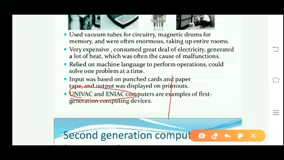 Used vacuum tubes for circuitry, magnetic drums for
memory, and were often enormous, taking up entire rooms.
Very expensive , consumed great deal of electricity, generated
a lot of heat, which was often the cause of malfunctions.
Relied on machine language to perform operations, could
solve one problem at a time.
Input was based on punched cards and paper
tape, and output was displayed on printouts.
UNIVAC and ENIAC computers are examples of first-
generation computing devices.
Second generation comput